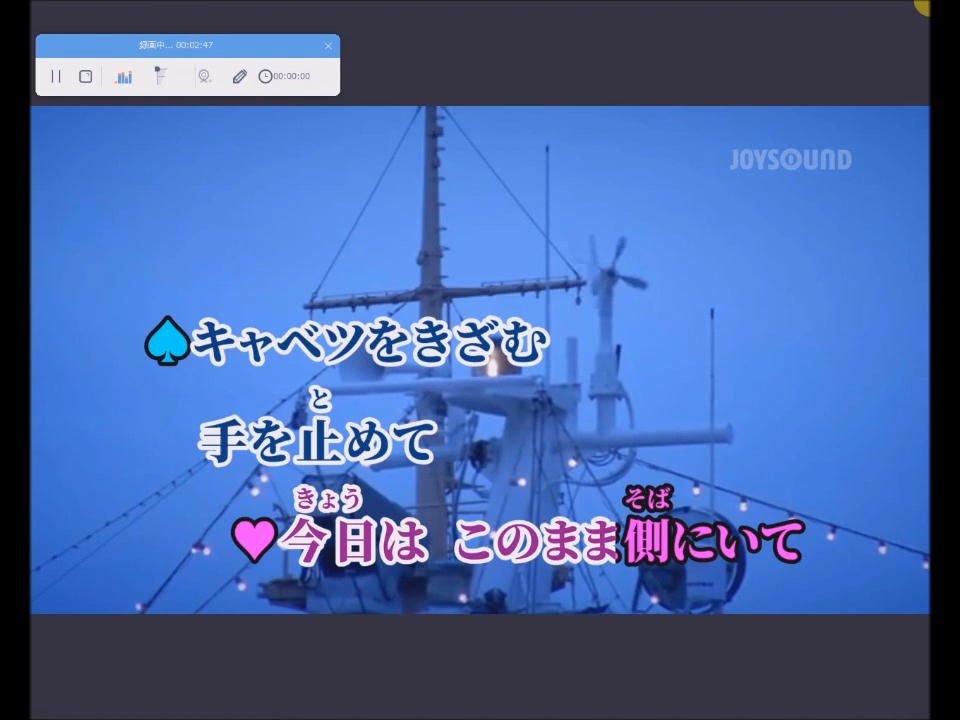 録画中... 00:02:47
00:00:00
JOYSOUND
♠キャベツをきざむ
と
手を止めて
きょう そば
♥今日は このまま側にいて